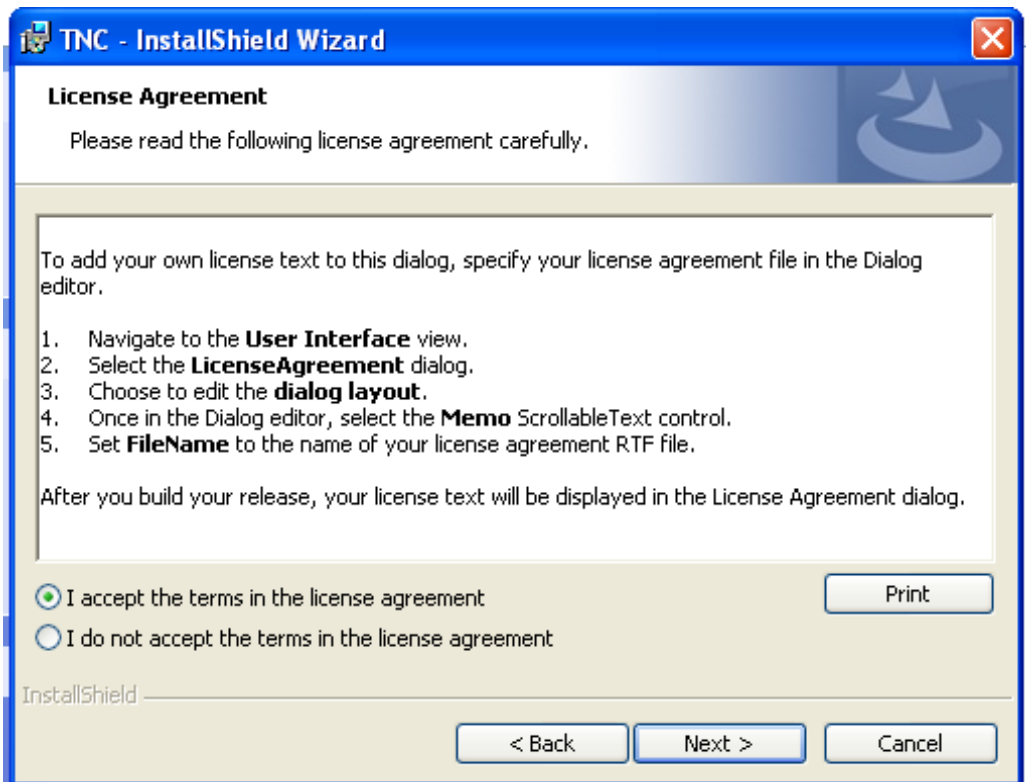 TNC - InstallShield Wizard
License Agreement
Please read the following license agreement carefully.
To add your own license text to this dialog, specify your license agreement file in the Dialog
editor.
1. Navigate to the User Interface view.
2. Select the LicenseAgreement dialog.
3. Choose to edit the dialog layout.
4. Once in the Dialog editor, select the Memo ScrollableText control.
5. Set FileName to the name of your license agreement RTF file.
After you build your release, your license text will be displayed in the License Agreement dialog.
I accept the terms in the license agreement
Print
I do not accept the terms in the license agreement
InstallShield
< Back Next > Cancel